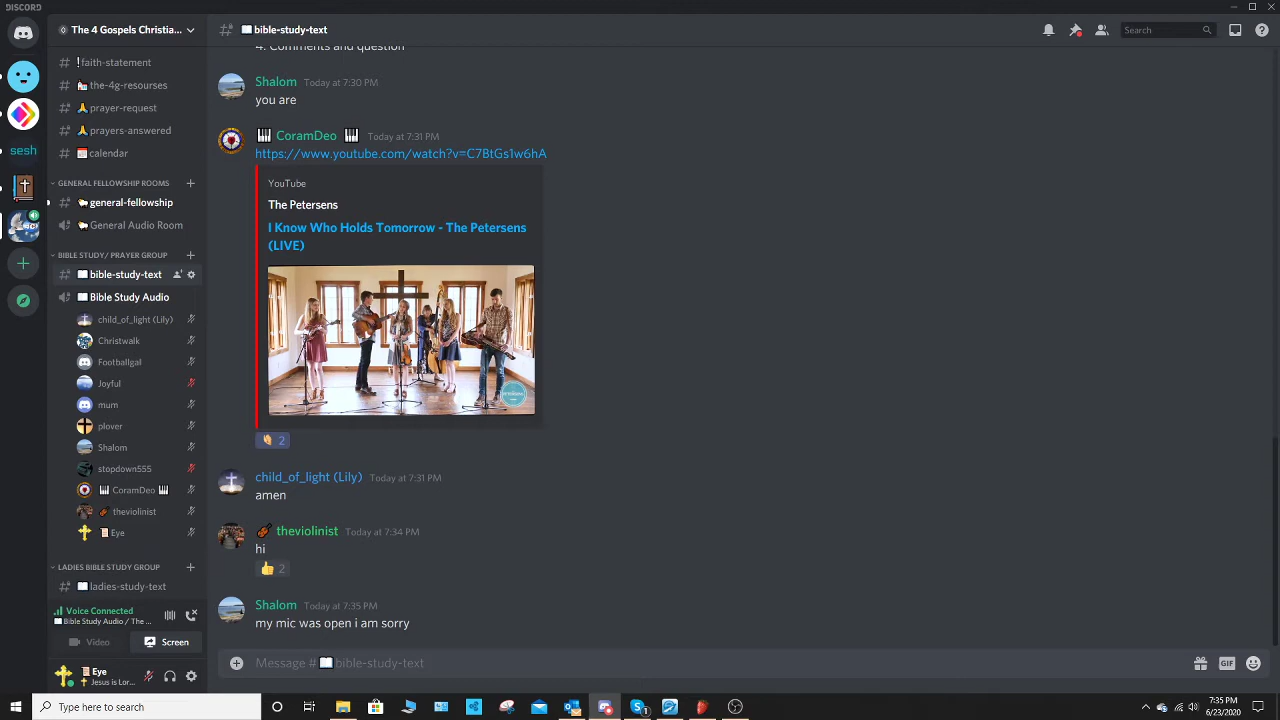 DISCORD
The 4 Gospels Christia...
bible-study-text
Search
!faith-statement
the-4g-resourses
prayer-request
prayers-answered
calendar
GENERAL FELLOWSHIP ROOMS
general-fellowship
General Audio Room
BIBLE STUDY/ PRAYER GROUP
bible-study-text
Bible Study Audio
child_of_light (Lily)
Christwalk
Footballgal
Joyful
mum
plover
Shalom
stopdown555
CoramDeo
theviolinist
Eye
LADIES BIBLE STUDY GROUP
ladies-study-text
Voice Connected
Bible Study Audio / The ...
Video
Screen
Eye
Jesus is Lor...
sesh
4. Comments and question
Shalom Today at 7:30 PM
you are
CoramDeo Today at 7:31 PM
https://www.youtube.com/watch?v=C7BtGs1w6hA
YouTube
The Petersens
I Know Who Holds Tomorrow - The Petersens
(LIVE)
2
child_of_light (Lily) Today at 7:31 PM
amen
theviolinist Today at 7:34 PM
hi
2
Shalom Today at 7:35 PM
my mic was open i am sorry
Message #bible-study-text
GIF
Type here to search
7:35 PM
6/23/2020